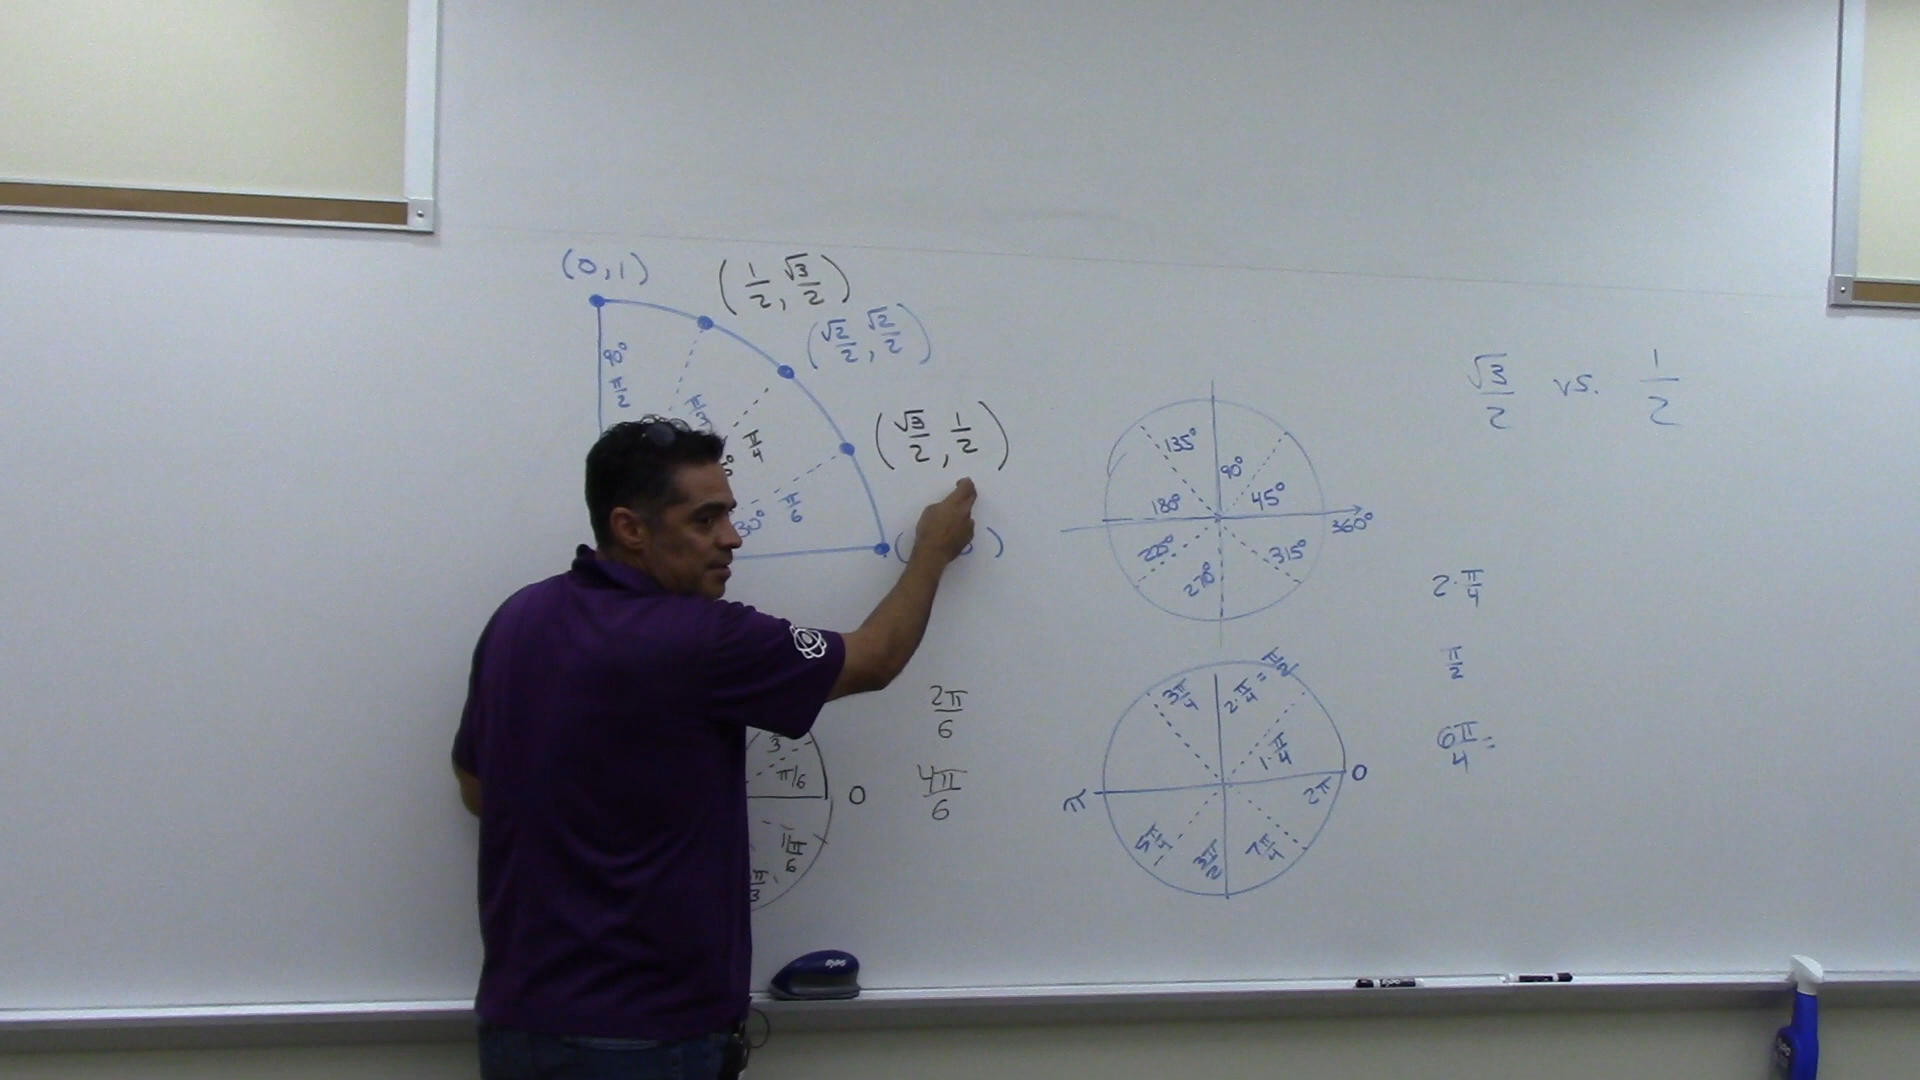 (0,1)
(1/2, √3/2)
(√2/2, √2/2)
90° π/2
π/3
π/4
(√3/2, 1/2)
30° π/6
√3/2 vs. 1/2
135°
90°
180°
45°
360°
315°
270°
2·π/4
π/2
6π/4 =
2π/6
4π/6
π/6
0
11π/6
3π/4
2·π/4 = π/2
1·π/4
π
0
2π
5π/4
3π/2
7π/4
EXPO